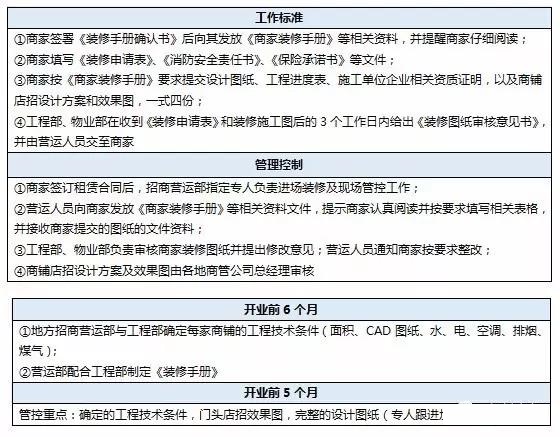 工作标准
①商家签署《装修手册确认书》后向其发放《商家装修手册》等相关资料，并提醒商家仔细阅读；
②商家填写《装修申请表》、《消防安全责任书》、《保险承诺书》等文件；
③商家按《商家装修手册》要求提交设计图纸、工程进度表、施工单位企业相关资质证明，以及商铺
店招设计方案和效果图，一式四份；
④工程部、物业部在收到《装修申请表》和装修施工图后的 3 个工作日内给出《装修图纸审核意见书》，
并由营运人员交至商家
管理控制
①商家签订租赁合同后，招商营运部指定专人负责进场装修及现场管控工作；
②营运人员向商家发放《商家装修手册》等相关资料文件，提示商家认真阅读并按要求填写相关表格，
并接收商家提交的图纸的文件资料；
③工程部、物业部负责审核商家装修图纸并提出修改意见；营运人员通知商家按要求整改；
④商铺店招设计方案及效果图由各地商管公司总经理审核
开业前 6 个月
①地方招商营运部与工程部确定每家商铺的工程技术条件（面积、CAD 图纸、水、电、空调、排烟、
煤气）；
②营运部配合工程部制定《装修手册》
开业前 5 个月
管控重点：确定的工程技术条件，门头店招效果图，完整的设计图纸（专人跟进